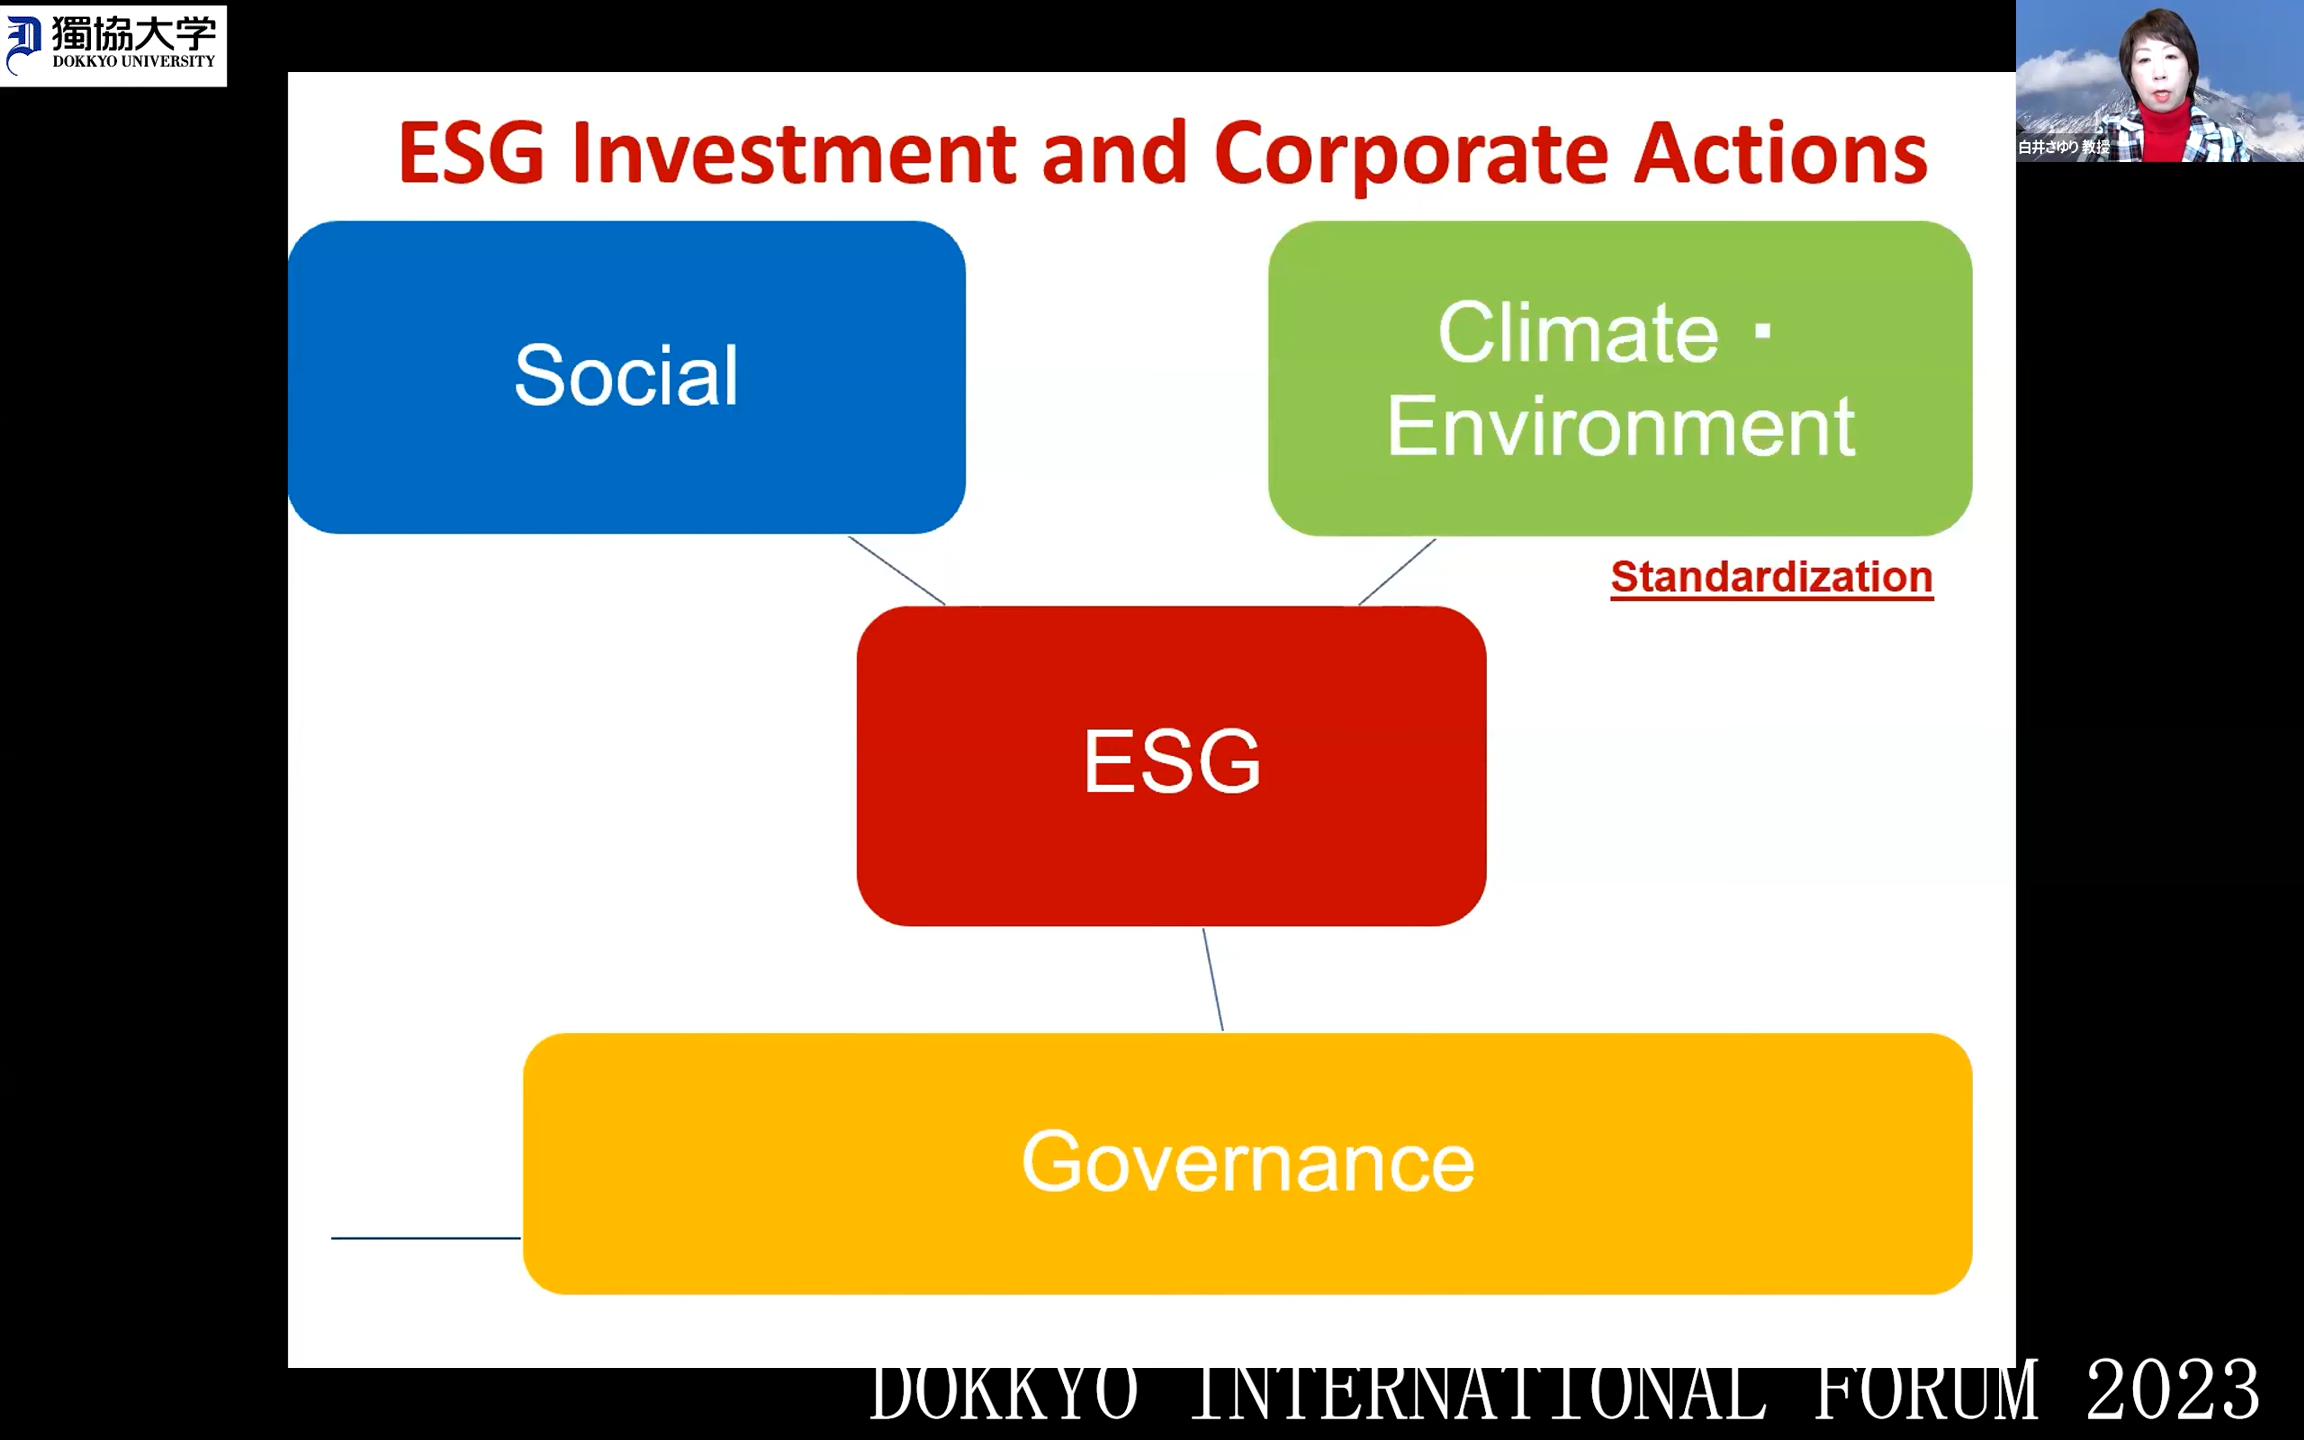 獨協大学
DOKKYO UNIVERSITY
白井さゆり 教授
ESG Investment and Corporate Actions
Social
Climate・
Environment
Standardization
ESG
Governance
DOKKYO INTERNATIONAL FORUM 2023